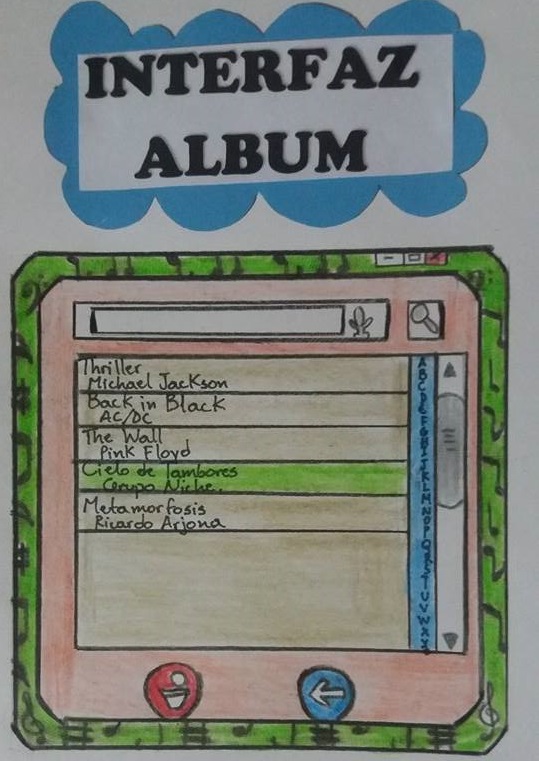 INTERFAZ
ALBUM
Thriller
Michael Jackson
Back in Black
AC/DC
The Wall
Pink Floyd
Cielo de Tambores
Gerupo Niche.
Metamorfosis
Ricardo Arjona
A
B
C
D
E
F
G
H
I
J
K
L
M
N
O
P
Q
R
S
T
U
V
W
X